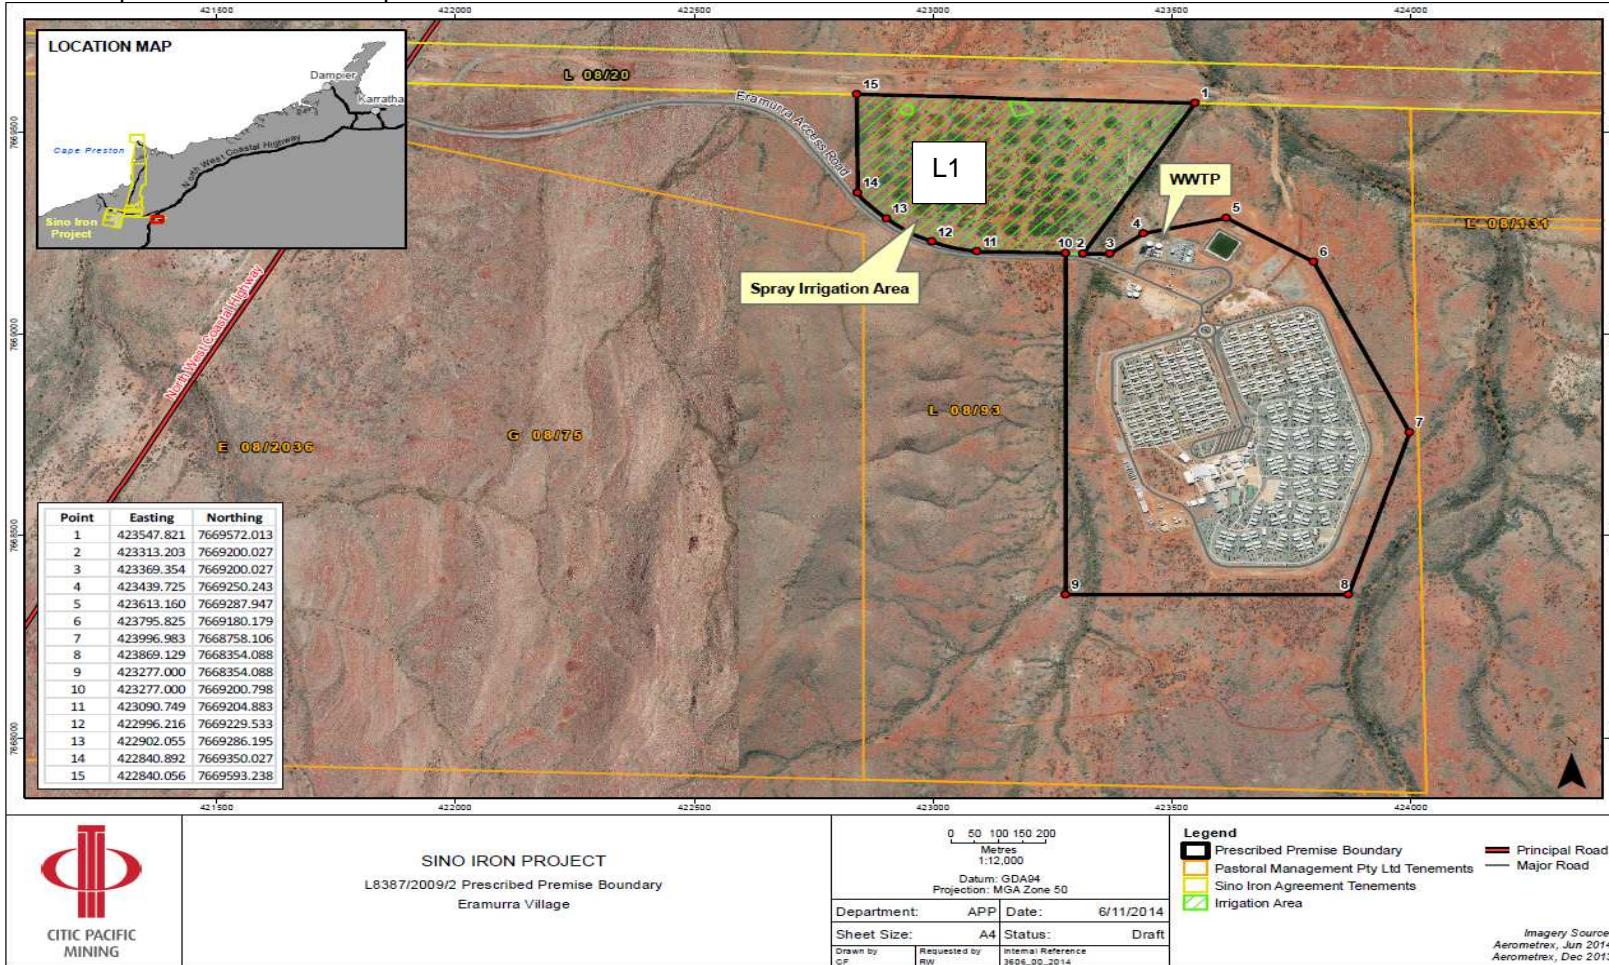 421500 422000 422500 423000 423500 424000
LOCATION MAP
Dampier
Karratha
Cape Preston
North West Coastal Highway
Sino Iron
Project
L 08/20
Eramurra Access Road
15
1
L1
WWTP
14
13
12
11
10 2
3
4
5
6
L 08/131
Spray Irrigation Area
7669500
7669000
7668500
7668000
North West Coastal Highway
E 08/2036
G 08/75
L 08/93
7
9
8
Point Easting Northing
1 423547.821 7669572.013
2 423313.203 7669200.027
3 423369.354 7669200.027
4 423439.725 7669250.243
5 423613.160 7669287.947
6 423795.825 7669180.179
7 423996.983 7668758.106
8 423869.129 7668354.088
9 423277.000 7668354.088
10 423277.000 7669200.798
11 423090.749 7669204.883
12 422996.216 7669229.533
13 422902.055 7669286.195
14 422840.892 7669350.027
15 422840.056 7669593.238
N
421500 422000 422500 423000 423500 424000
CITIC PACIFIC
MINING
SINO IRON PROJECT
L8387/2009/2 Prescribed Premise Boundary
Eramurra Village
0 50 100 150 200
Metres
1:12,000
Datum: GDA94
Projection: MGA Zone 50
Department: APP Date: 6/11/2014
Sheet Size: A4 Status: Draft
Drawn by Requested by Internal Reference
CF RW 3606_00_2014
Legend
Prescribed Premise Boundary
Pastoral Management Pty Ltd Tenements
Sino Iron Agreement Tenements
Irrigation Area
Principal Road
Major Road
Imagery Source
Aerometrex, Jun 2014
Aerometrex, Dec 2013